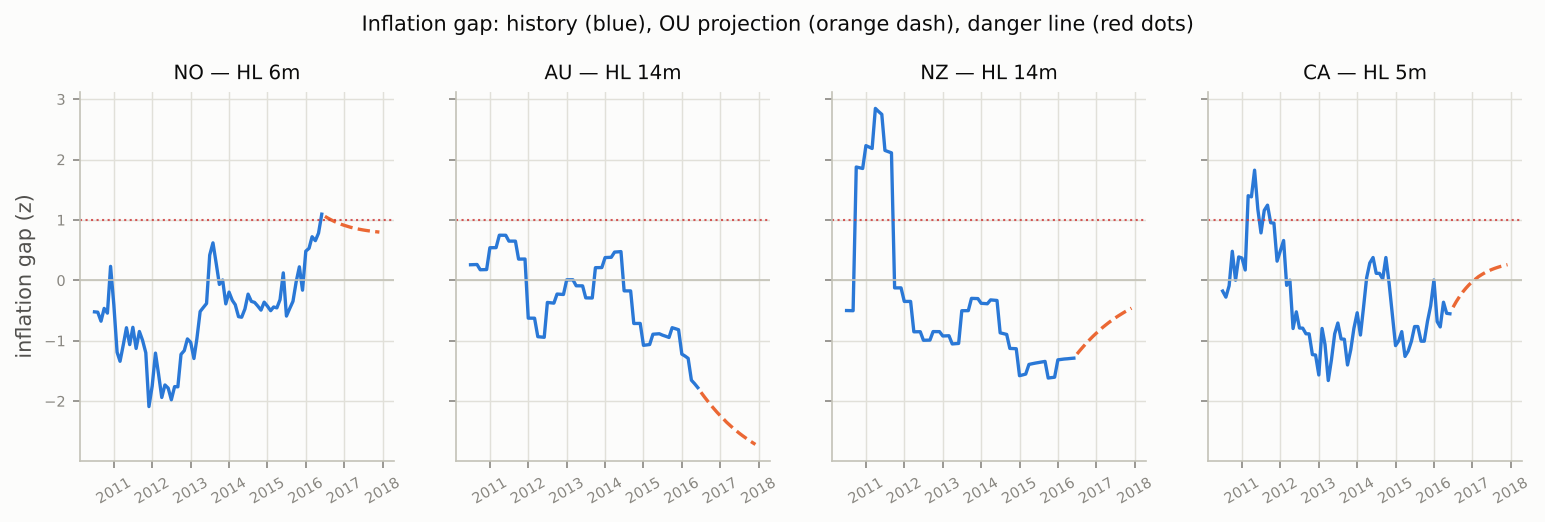 Inflation gap: history (blue), OU projection (orange dash), danger line (red dots)
NO — HL 6m
AU — HL 14m
NZ — HL 14m
CA — HL 5m
inflation gap (z)
3
2
1
0
−1
−2
2011 2012 2013 2014 2015 2016 2017 2018
2011 2012 2013 2014 2015 2016 2017 2018
2011 2012 2013 2014 2015 2016 2017 2018
2011 2012 2013 2014 2015 2016 2017 2018